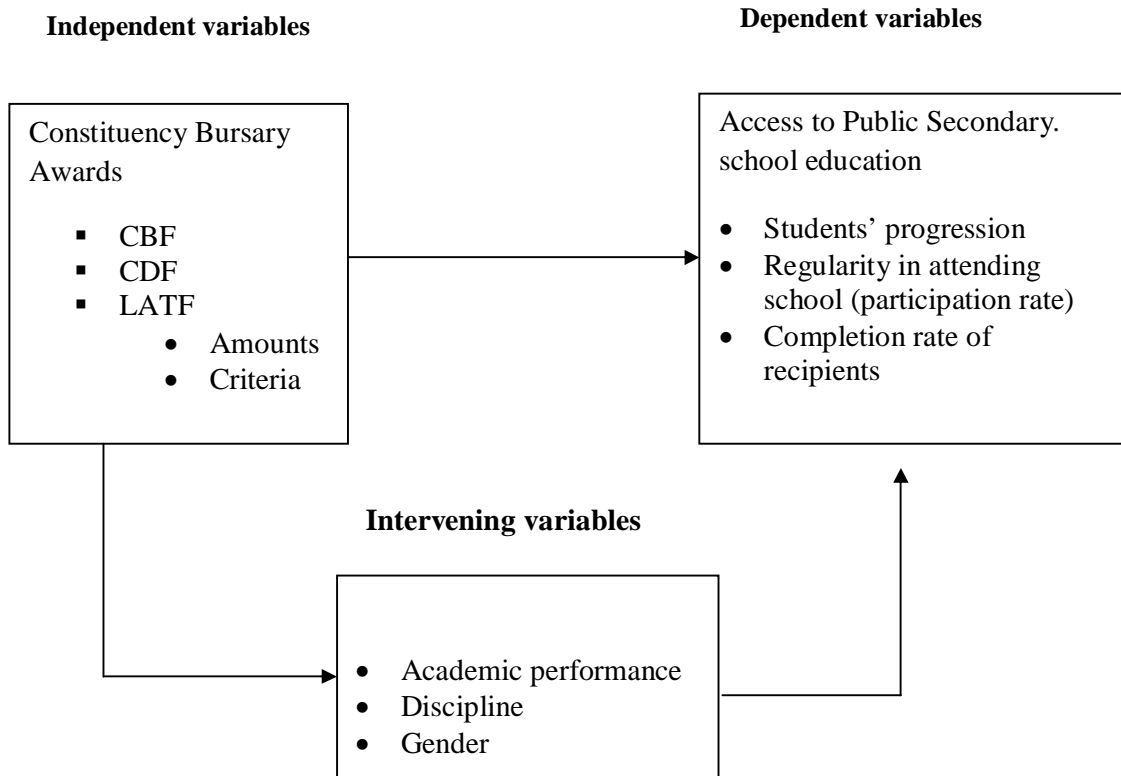 Independent variables
Dependent variables
Constituency Bursary
Awards
▪ CBF
▪ CDF
▪ LATF
• Amounts
• Criteria
Access to Public Secondary.
school education
• Students’ progression
• Regularity in attending
school (participation rate)
• Completion rate of
recipients
Intervening variables
• Academic performance
• Discipline
• Gender